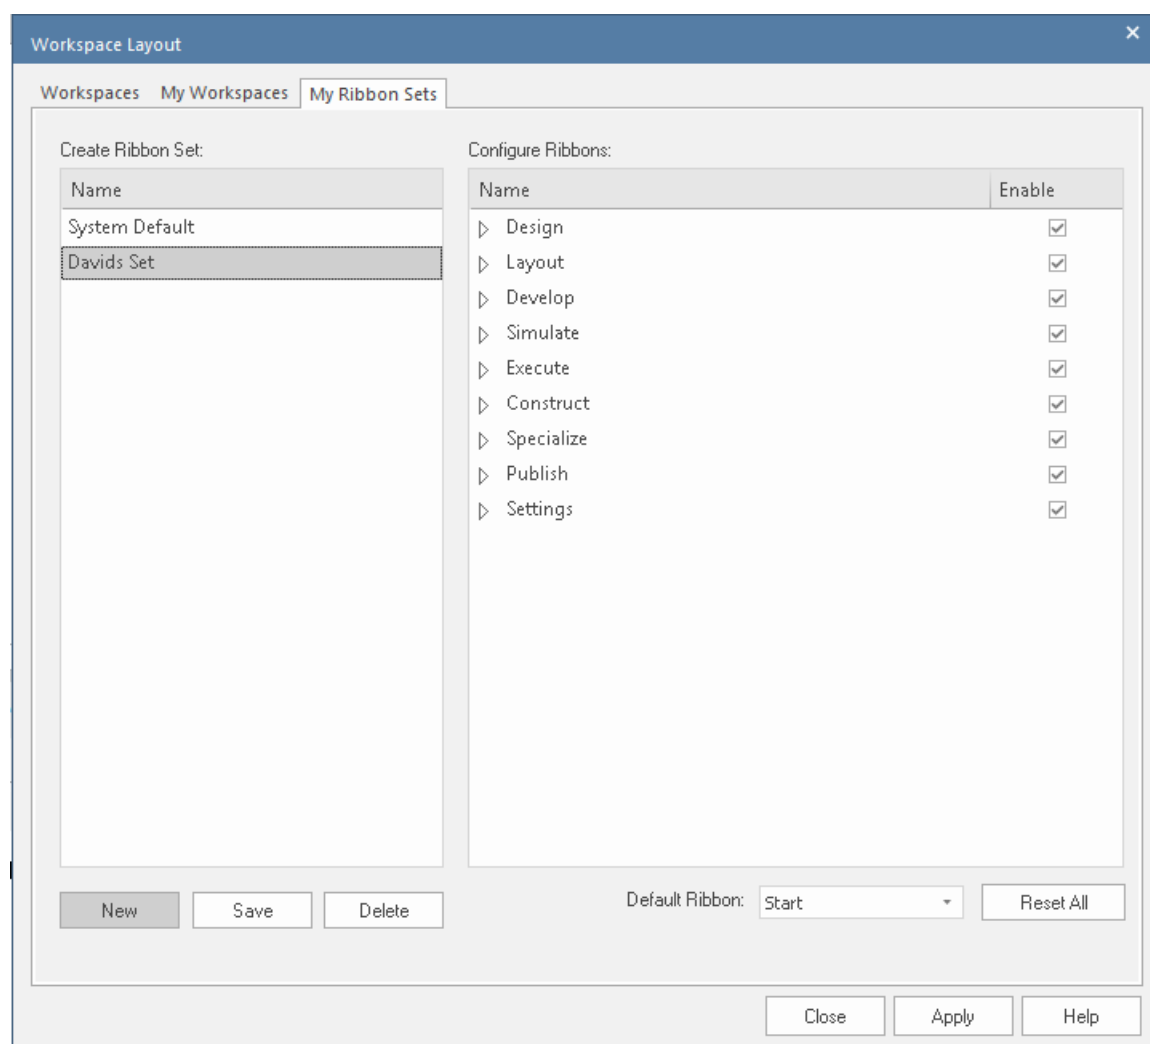 Workspace Layout
Workspaces My Workspaces My Ribbon Sets
Create Ribbon Set: Configure Ribbons:
Name Name Enable
System Default Design
Davids Set Layout
Develop
Simulate
Execute
Construct
Specialize
Publish
Settings
New Save Delete Default Ribbon: Start Reset All
Close Apply Help